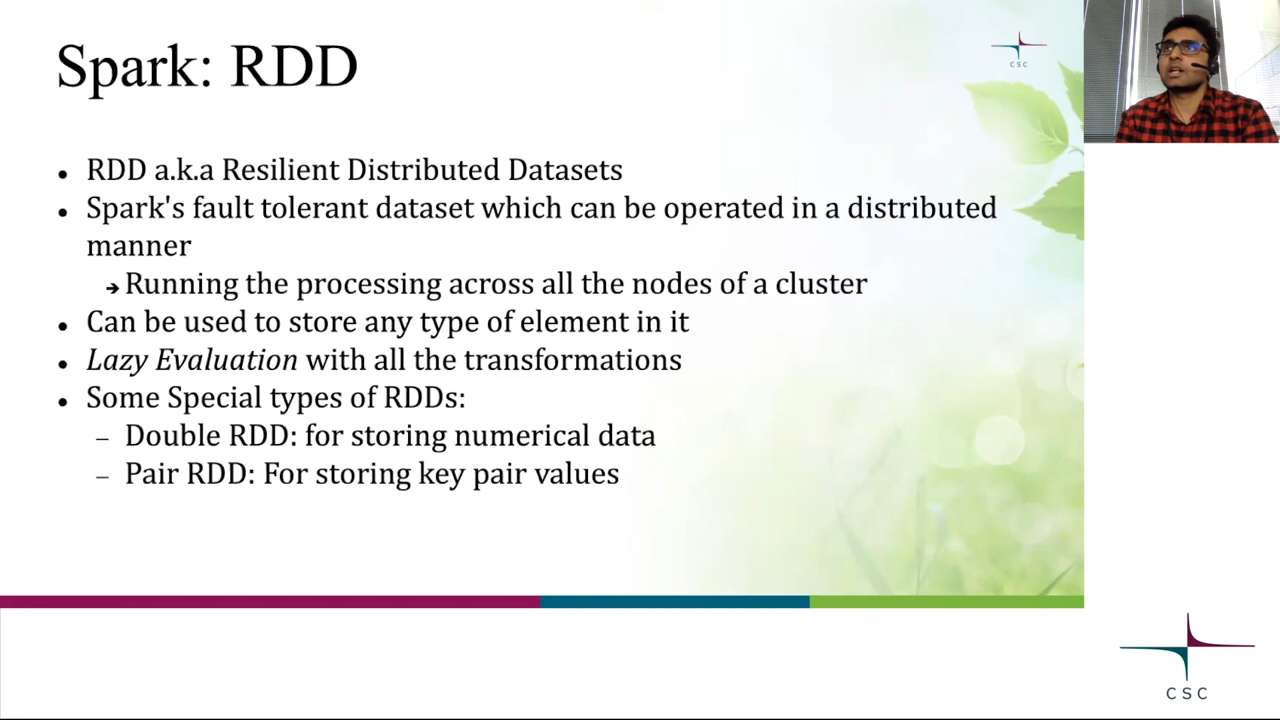 Spark: RDD
CSC
RDD a.k.a Resilient Distributed Datasets
Spark's fault tolerant dataset which can be operated in a distributed
manner
Running the processing across all the nodes of a cluster
Can be used to store any type of element in it
Lazy Evaluation with all the transformations
Some Special types of RDDs:
Double RDD: for storing numerical data
Pair RDD: For storing key pair values
CSC